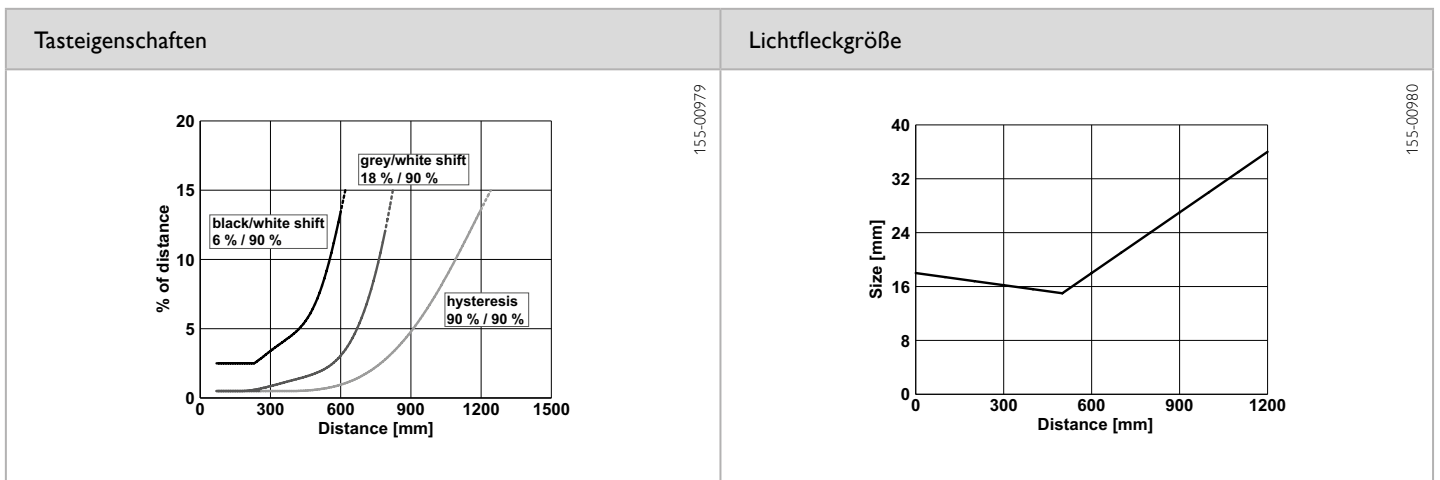 Tasteigenschaften
Lichtfleckgröße
155-00979
20
15
10
5
0
% of distance
grey/white shift
18 % / 90 %
black/white shift
6 % / 90 %
hysteresis
90 % / 90 %
0 300 600 900 1200 1500
Distance [mm]
155-00980
40
32
24
16
8
0
Size [mm]
0 300 600 900 1200
Distance [mm]